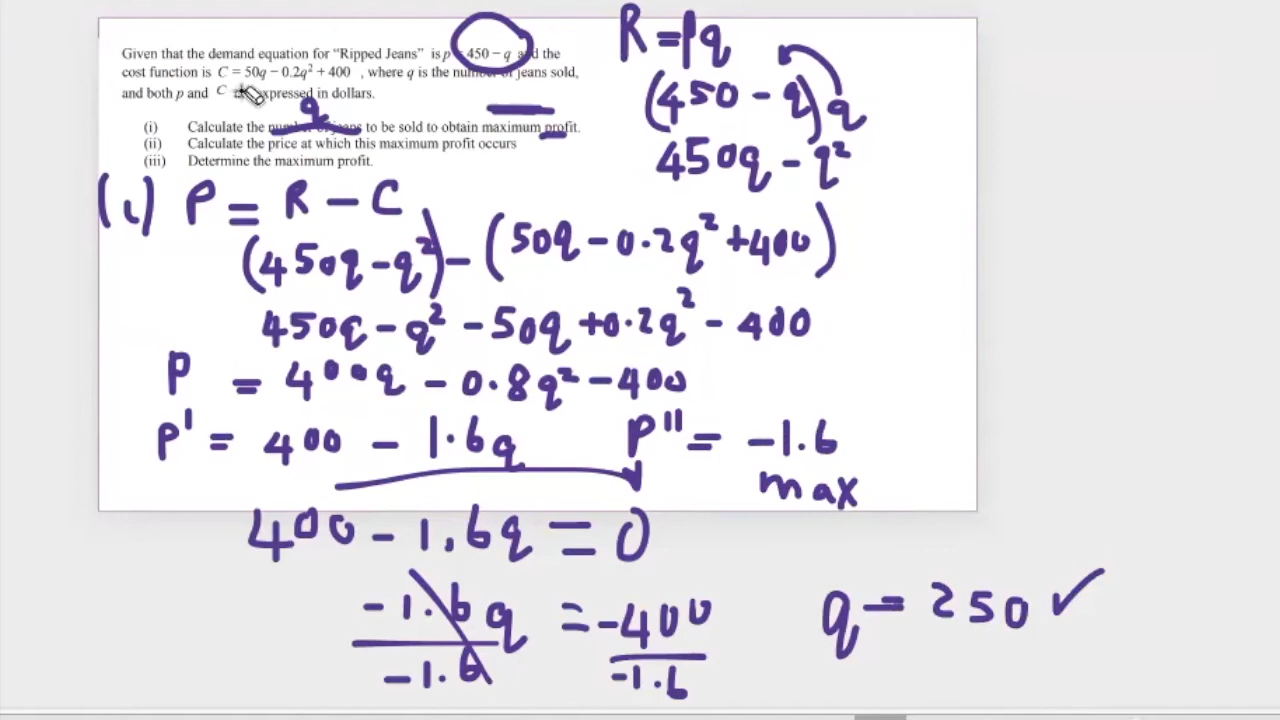 Given that the demand equation for “Ripped Jeans” is p 450 – q and the
cost function is C = 50q – 0.2q² + 400 , where q is the number of jeans sold,
and both p and C expressed in dollars.
q
(i) Calculate the number of jeans to be sold to obtain maximum profit.
(ii) Calculate the price at which this maximum profit occurs
(iii) Determine the maximum profit.
R = pq
(450 - q)q
450q - q²
(i) P = R - C
(450q - q²) - (50q - 0.2q² + 400)
450q - q² - 50q + 0.2q² - 400
P = 400q - 0.8q² - 400
P' = 400 - 1.6q P'' = -1.6
max
400 - 1.6q = 0
-1.6q = -400
-1.6 -1.6
q = 250 ✓